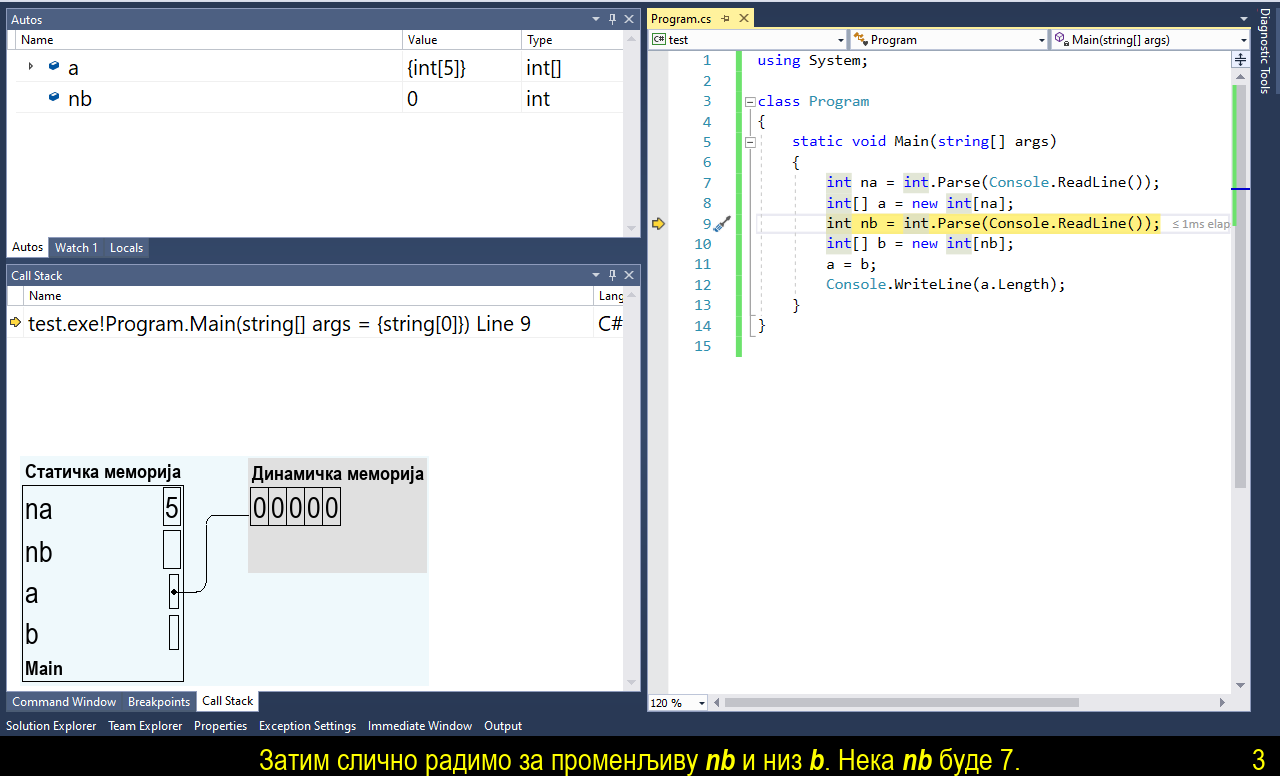 Autos
Name Value Type
a {int[5]} int[]
nb 0 int
Autos Watch 1 Locals
Call Stack
Name Lang
test.exe!Program.Main(string[] args = {string[0]}) Line 9 C#
Статичка меморија
na 5
nb
a
b
Main
Динамичка меморија
0 0 0 0 0
Command Window Breakpoints Call Stack
Solution Explorer Team Explorer Properties Exception Settings Immediate Window Output
Program.cs
C# test Program Main(string[] args)
1 using System;
2
3 class Program
4 {
5 static void Main(string[] args)
6 {
7 int na = int.Parse(Console.ReadLine());
8 int[] a = new int[na];
9 int nb = int.Parse(Console.ReadLine()); ≤ 1ms elap
10 int[] b = new int[nb];
11 a = b;
12 Console.WriteLine(a.Length);
13 }
14 }
15
120 %
Diagnostic Tools
Затим слично радимо за променљиву nb и низ b. Нека nb буде 7. 3